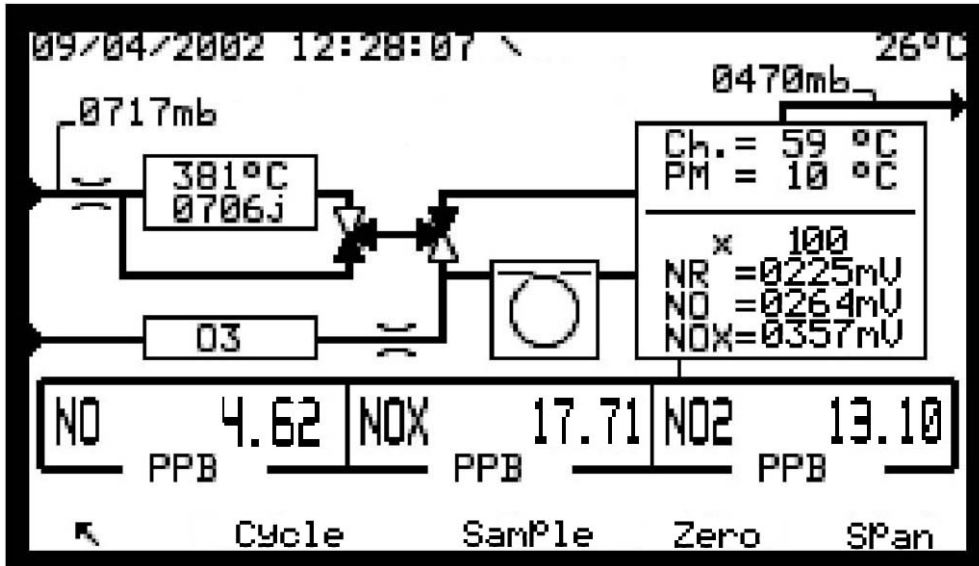 09/04/2002 12:28:07 \ 26°C
0470mb
0717mb
Ch.= 59 °C
PM = 10 °C
381°C
0706j
x 100
NR =0225mV
NO =0264mV
NOX=0357mV
O3
NO 4.62 NOX 17.71 NO2 13.10
PPB PPB PPB
Cycle Sample Zero Span